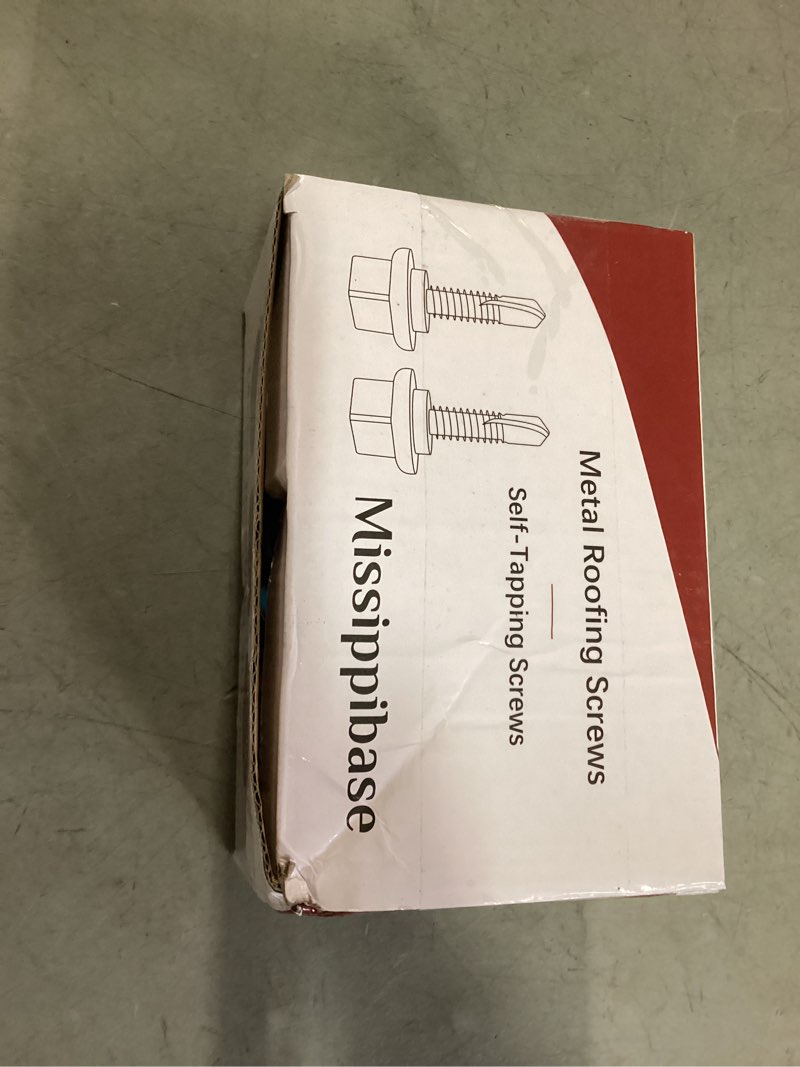 Metal Roofing Screws
Self-Tapping Screws
Missippibase